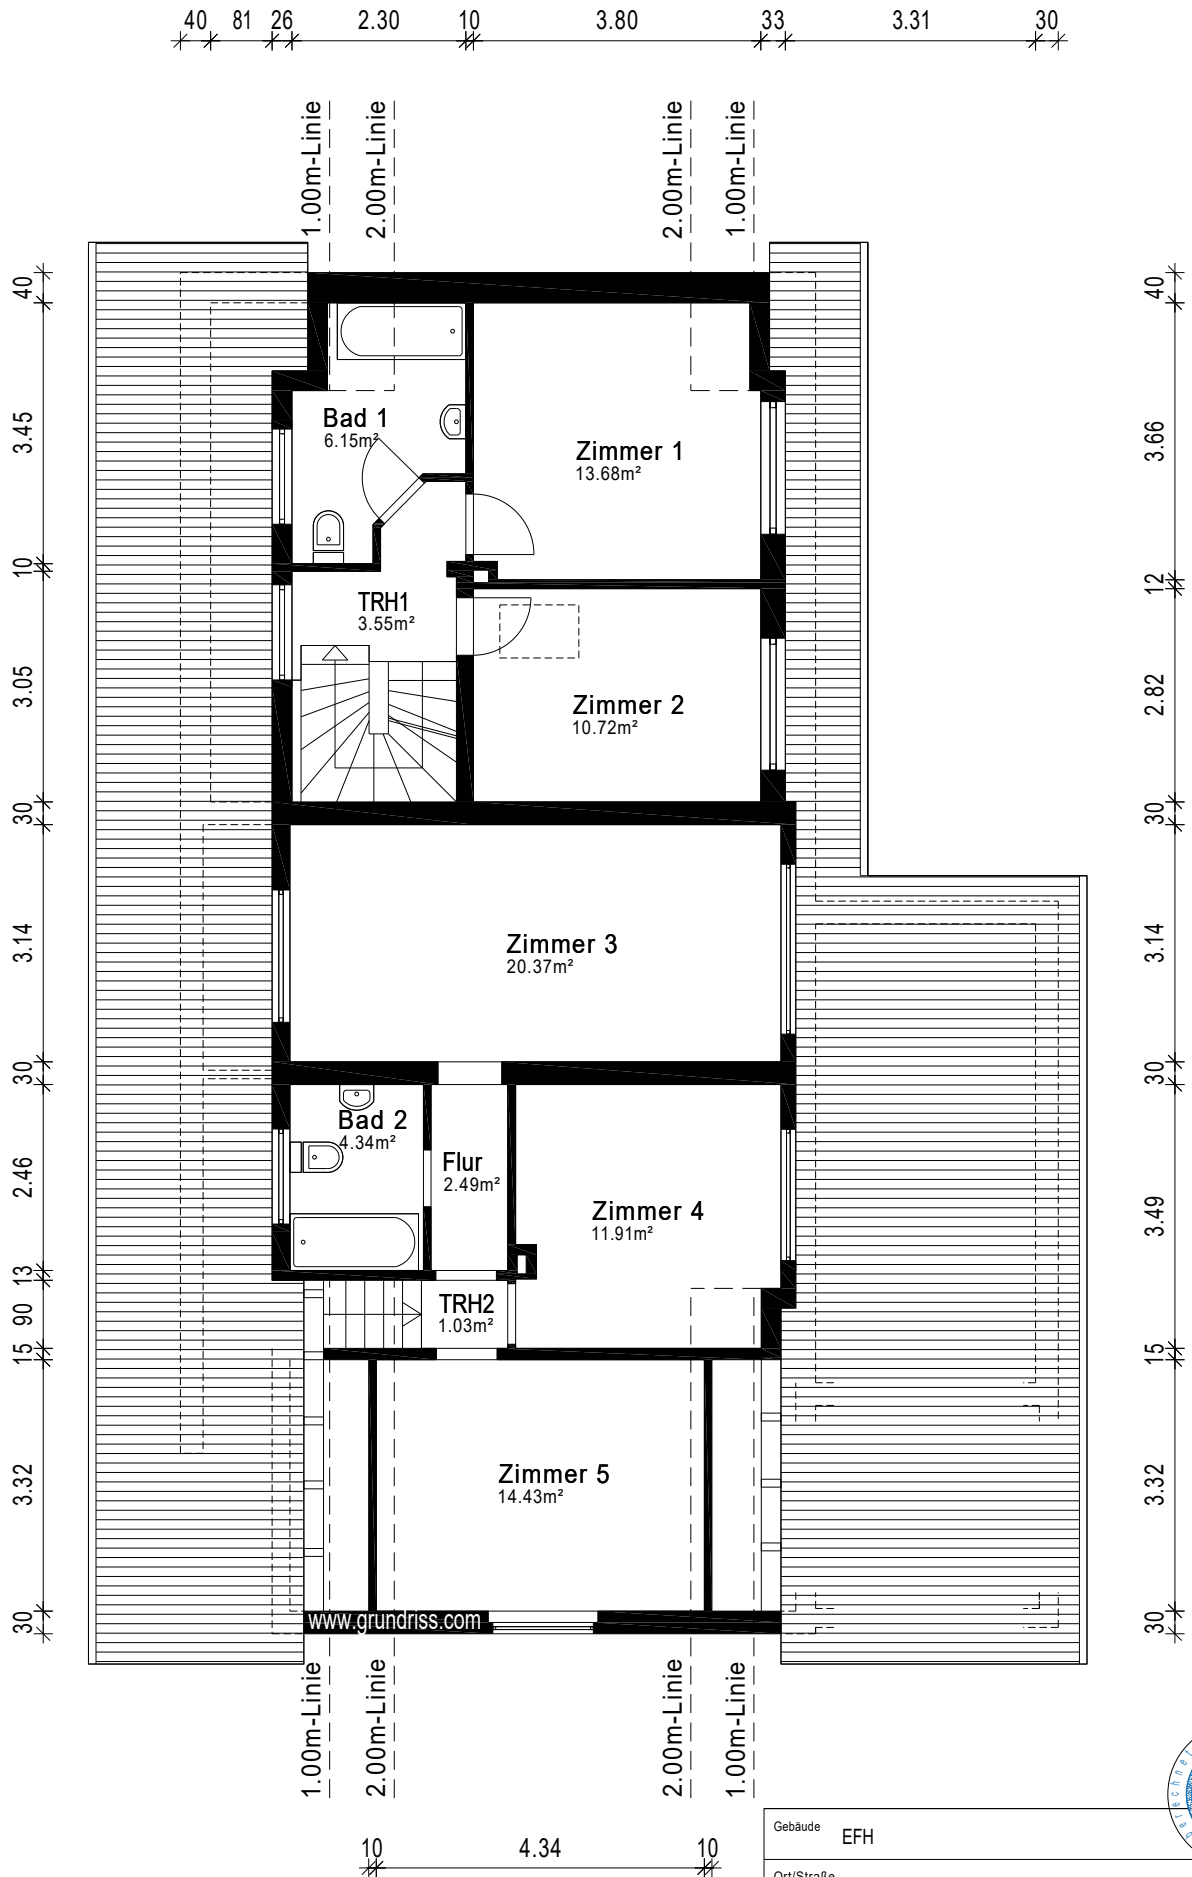 40 81 26 2.30 10 3.80 33 3.31 30
1.00m-Linie
2.00m-Linie
2.00m-Linie
1.00m-Linie
40
3.45
10
3.05
30
3.14
30
2.46
13
90
15
3.32
30
40
3.66
12
2.82
30
3.14
30
3.49
15
3.32
30
Bad 1
6.15m²
Zimmer 1
13.68m²
TRH1
3.55m²
Zimmer 2
10.72m²
Zimmer 3
20.37m²
Bad 2
4.34m²
Flur
2.49m²
Zimmer 4
11.91m²
TRH2
1.03m²
Zimmer 5
14.43m²
www.grundriss.com
1.00m-Linie
2.00m-Linie
2.00m-Linie
1.00m-Linie
10 4.34 10
Gebäude EFH
Ort/Straße